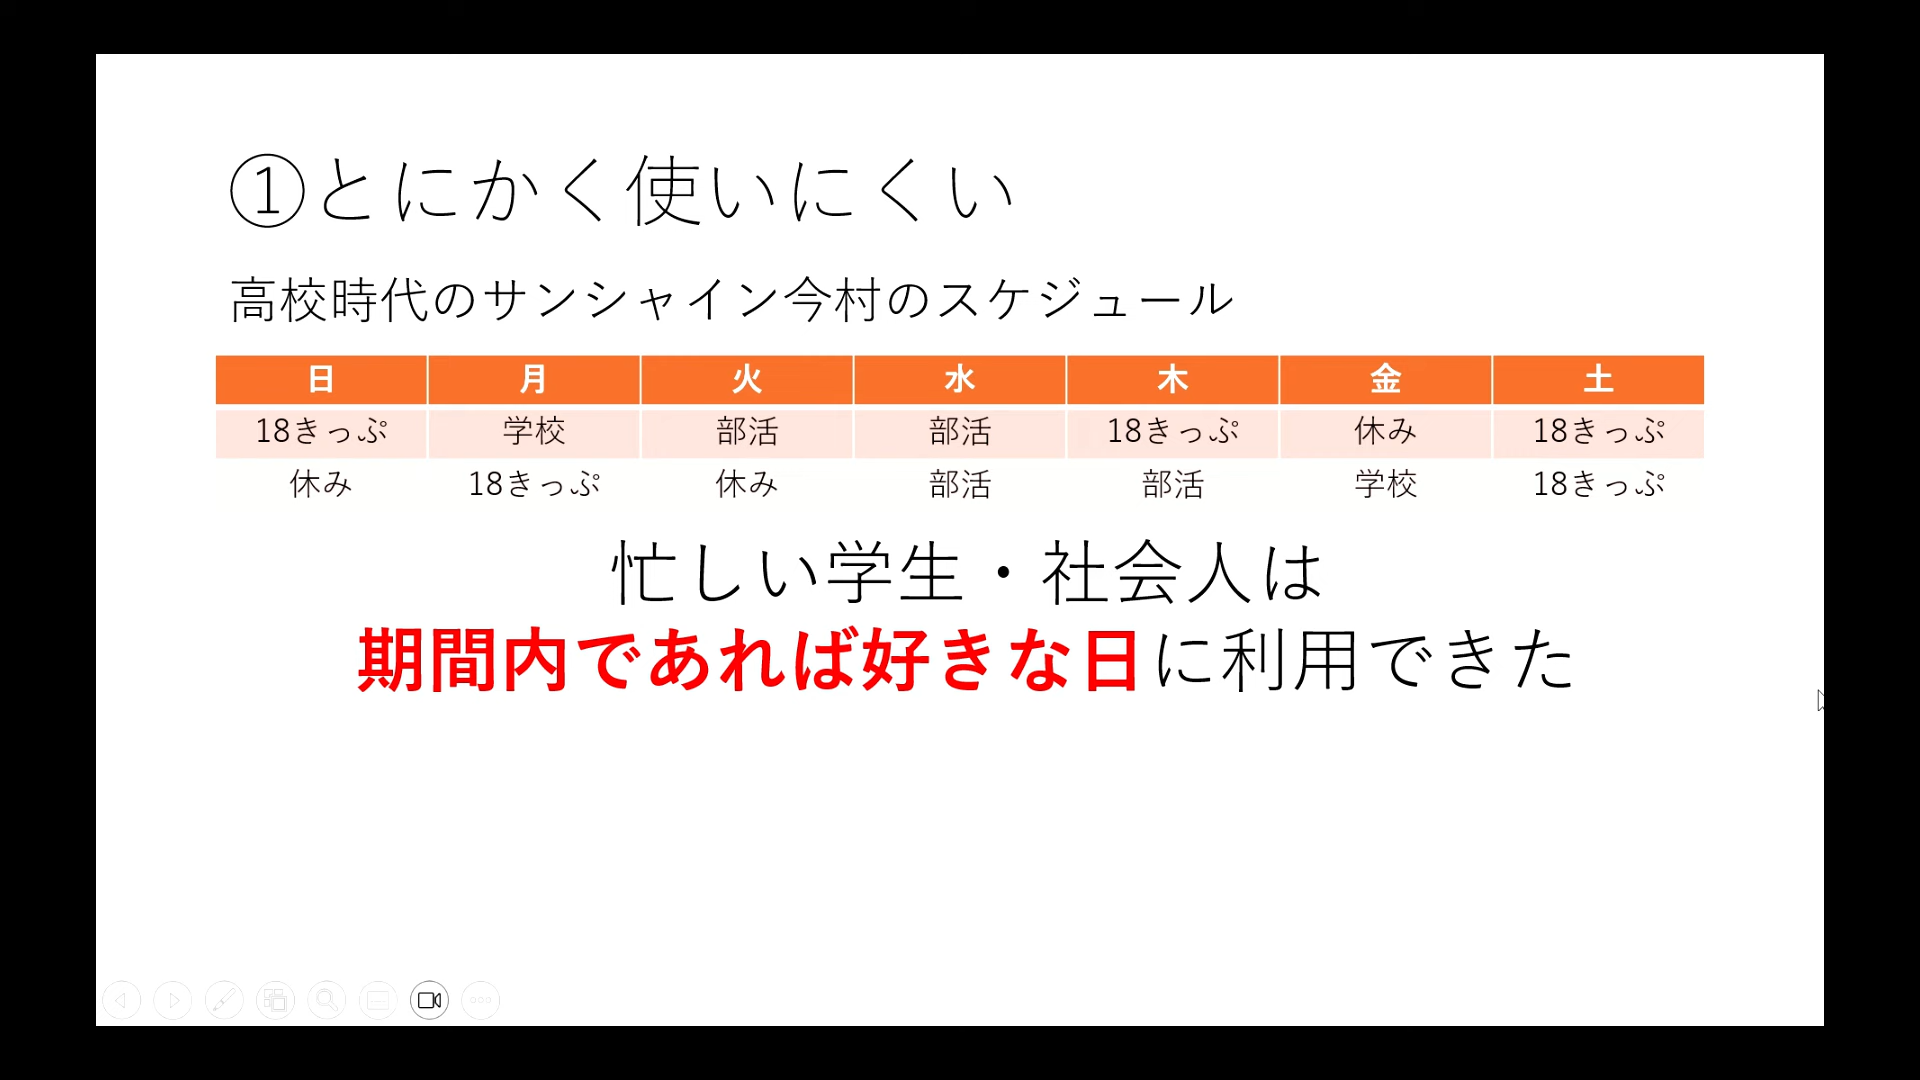 ①とにかく使いにくい
高校時代のサンシャイン今村のスケジュール
日 月 火 水 木 金 土
18きっぷ 学校 部活 部活 18きっぷ 休み 18きっぷ
休み 18きっぷ 休み 部活 部活 学校 18きっぷ
忙しい学生・社会人は
期間内であれば好きな日に利用できた